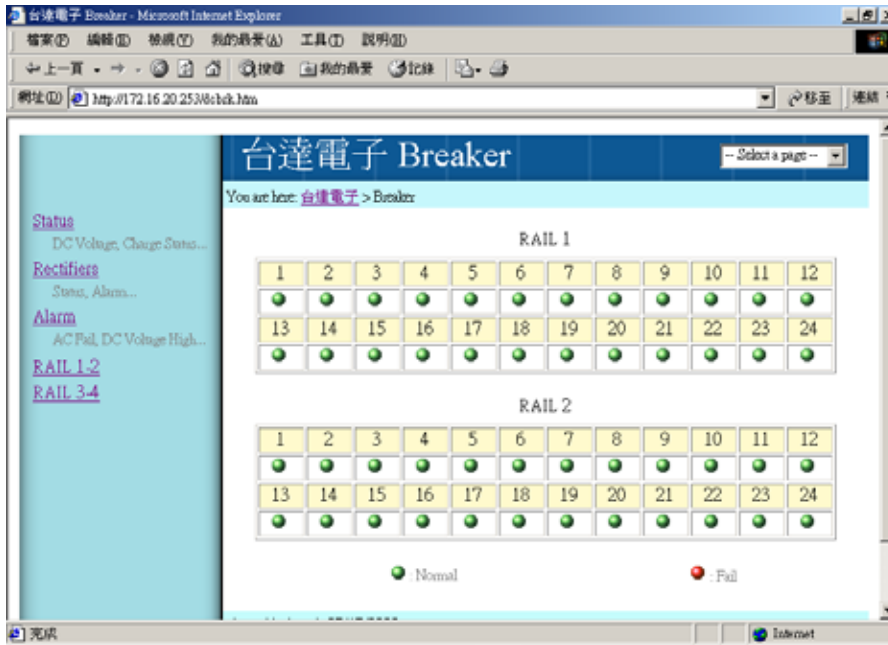 台達電子 Breaker - Microsoft Internet Explorer
檔案(F) 編輯(E) 檢視(V) 我的最愛(A) 工具(T) 說明(H)
上一頁 搜尋 我的最愛 記錄
網址(D) http://172.16.20.253/dcbrk.htm 移至 連結
台達電子 Breaker
-- Select a page --
You are here: 台達電子 > Breaker
Status
DC Voltage, Charge Status...
Rectifiers
Status, Alarm...
Alarm
AC Fail, DC Voltage High...
RAIL 1-2
RAIL 3-4
RAIL 1
1 2 3 4 5 6 7 8 9 10 11 12
13 14 15 16 17 18 19 20 21 22 23 24
RAIL 2
1 2 3 4 5 6 7 8 9 10 11 12
13 14 15 16 17 18 19 20 21 22 23 24
: Normal : Fail
完成 Internet